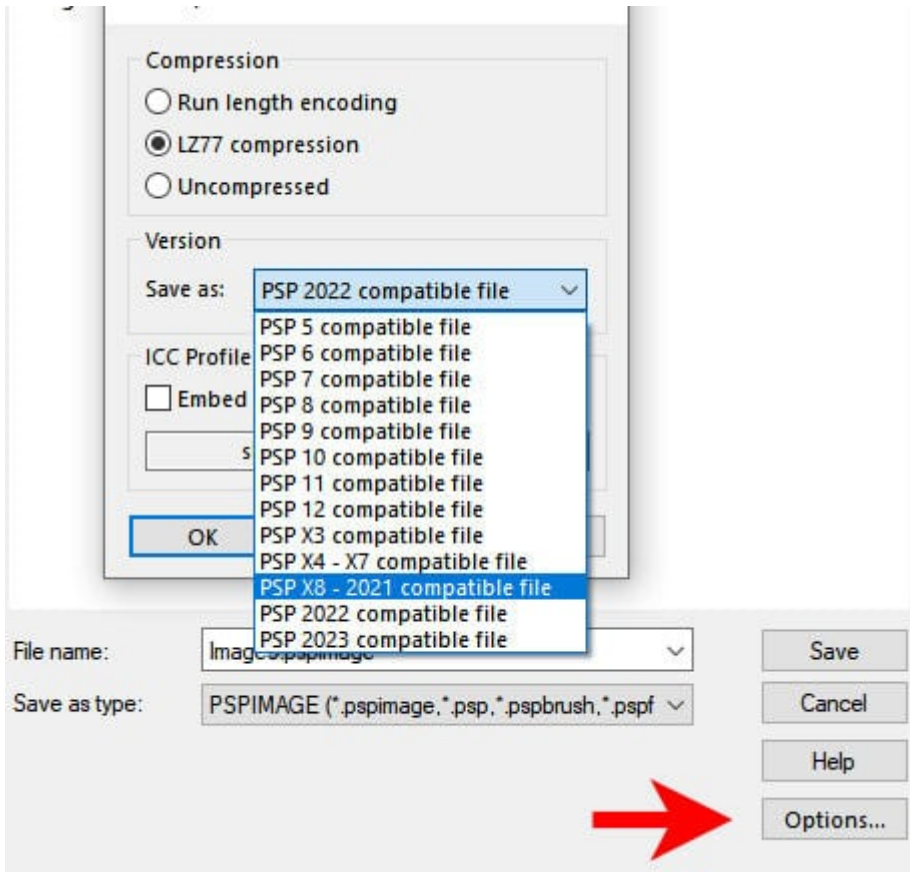 Compression
Run length encoding
LZ77 compression
Uncompressed
Version
Save as: PSP 2022 compatible file
PSP 5 compatible file
PSP 6 compatible file
ICC Profile
PSP 7 compatible file
Embed
PSP 8 compatible file
PSP 9 compatible file
PSP 10 compatible file
PSP 11 compatible file
PSP 12 compatible file
OK
PSP X3 compatible file
PSP X4 - X7 compatible file
PSP X8 - 2021 compatible file
PSP 2022 compatible file
PSP 2023 compatible file
File name:
Save
Save as type: PSPIMAGE (*.pspimage,*.psp,*.pspbrush,*.pspf
Cancel
Help
Options...